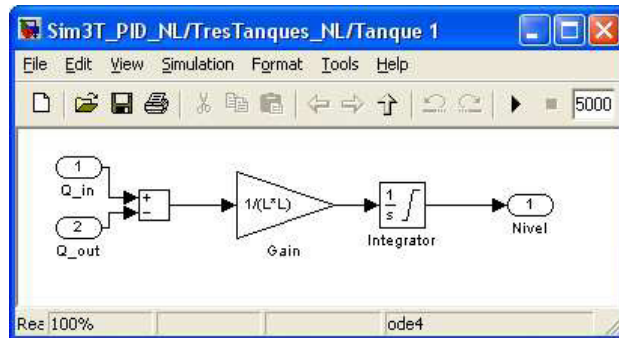 Sim3T_PID_NL/TresTanques_NL/Tanque 1
File Edit View Simulation Format Tools Help
5000
1
Q_in
2
Q_out
+
−
1/(L*L)
Gain
1
s
Integrator
1
Nivel
Rea 100% ode4